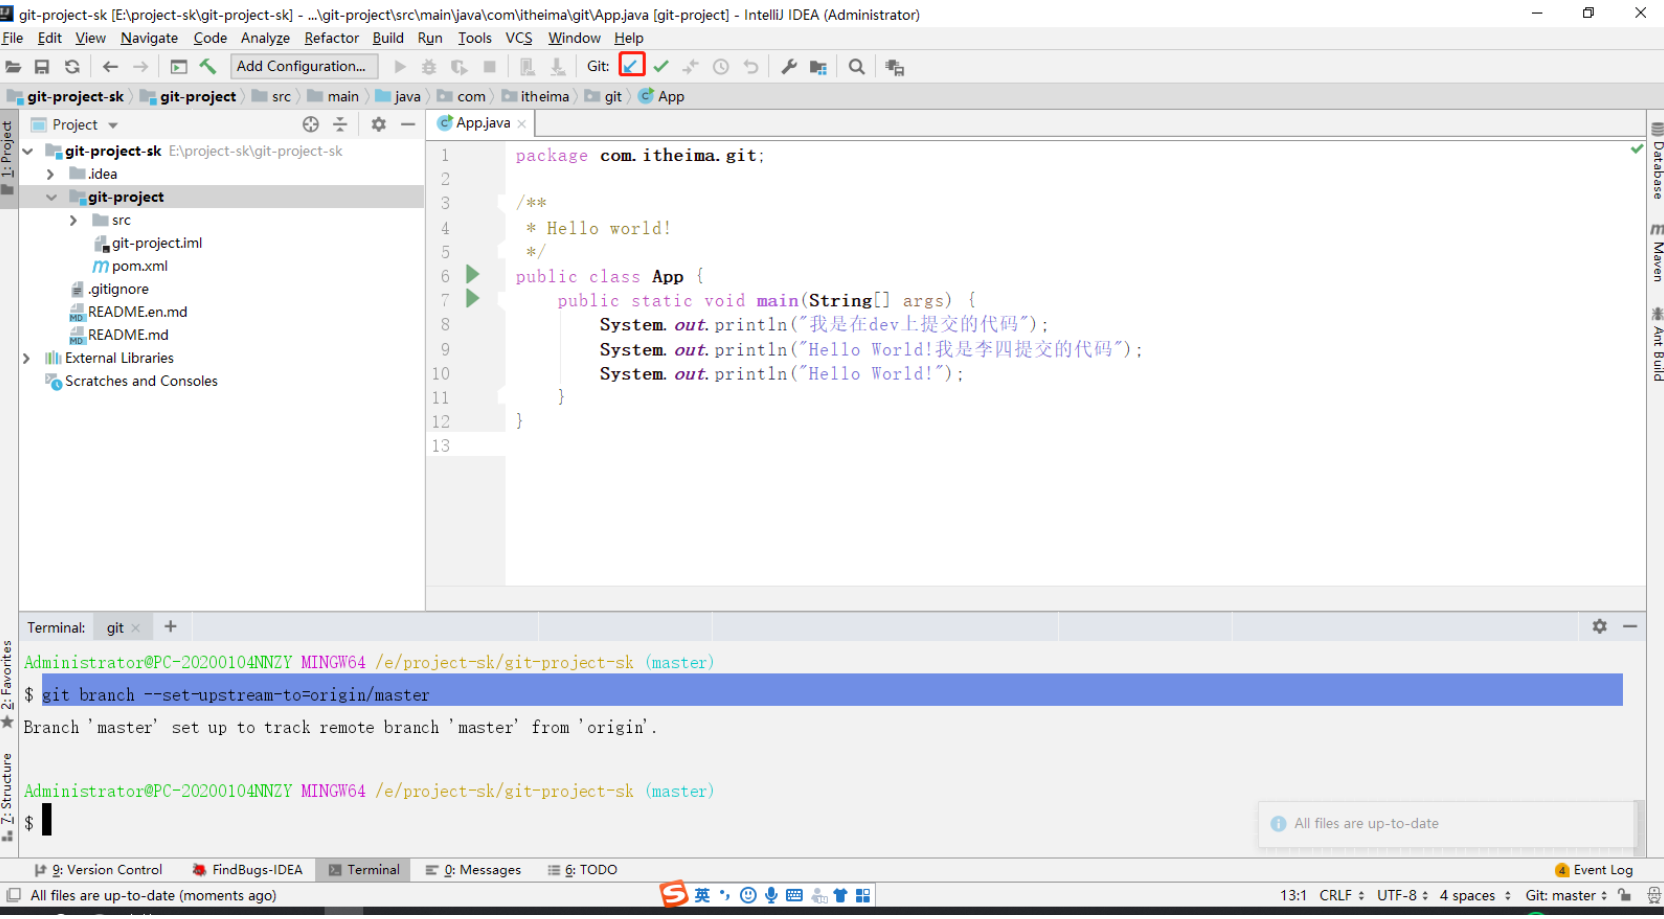 git-project-sk [E:\project-sk\git-project-sk] - ...\git-project\src\main\java\com\itheima\git\App.java [git-project] - IntelliJ IDEA (Administrator)
File Edit View Navigate Code Analyze Refactor Build Run Tools VCS Window Help
Add Configuration... Git:
git-project-sk git-project src main java com itheima git App
1: Project
Project
App.java
git-project-sk E:\project-sk\git-project-sk
.idea
git-project
src
git-project.iml
pom.xml
.gitignore
README.en.md
README.md
External Libraries
Scratches and Consoles
1 package com.itheima.git;
2
3 /**
4 * Hello world!
5 */
6 public class App {
7 public static void main(String[] args) {
8 System.out.println("我是在dev上提交的代码");
9 System.out.println("Hello World!我是李四提交的代码");
10 System.out.println("Hello World!");
11 }
12 }
13
Database
Maven
Ant Build
2: Favorites
7: Structure
Terminal: git
Administrator@PC-20200104NNZY MINGW64 /e/project-sk/git-project-sk (master)
$ git branch --set-upstream-to=origin/master
Branch 'master' set up to track remote branch 'master' from 'origin'.
Administrator@PC-20200104NNZY MINGW64 /e/project-sk/git-project-sk (master)
$
All files are up-to-date
9: Version Control FindBugs-IDEA Terminal 0: Messages 6: TODO 4 Event Log
All files are up-to-date (moments ago) S 英 13:1 CRLF UTF-8 4 spaces Git: master